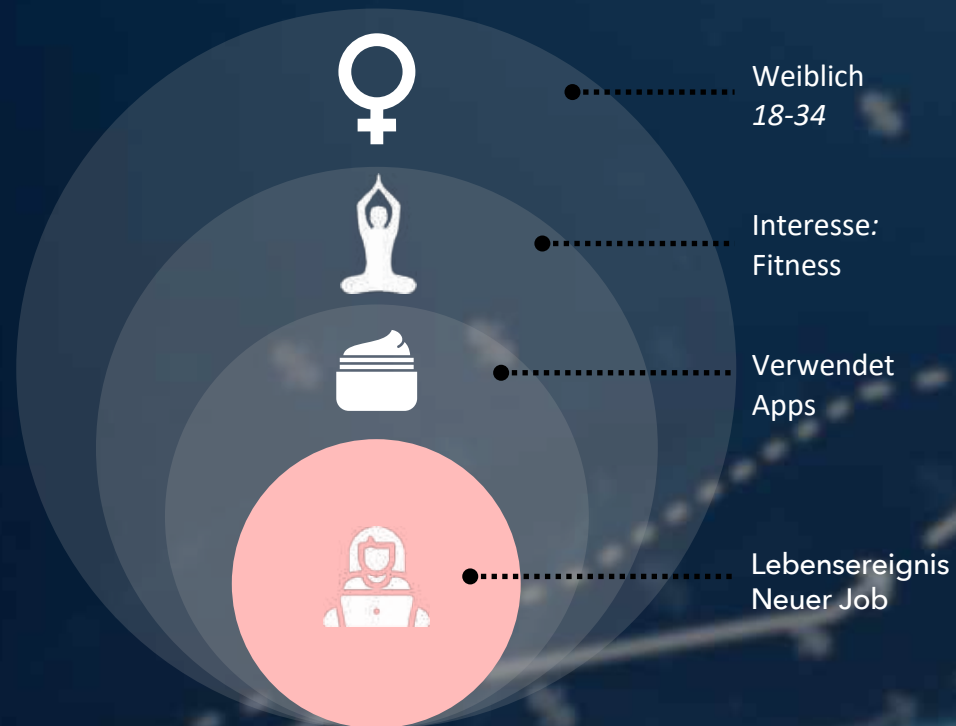 Weiblich
18-34
Interesse:
Fitness
Verwendet
Apps
Lebensereignis
Neuer Job